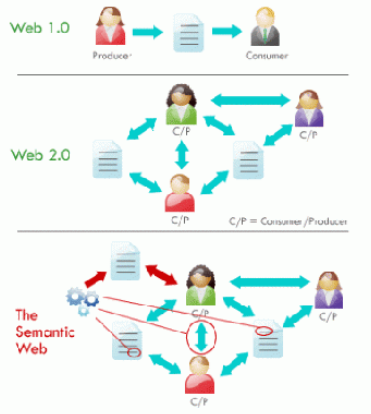 Web 1.0
Producer
Consumer
C/P
C/P
Web 2.0
C/P
C/P = Consumer/Producer
The
Semantic
Web
C/P
C/P
C/P